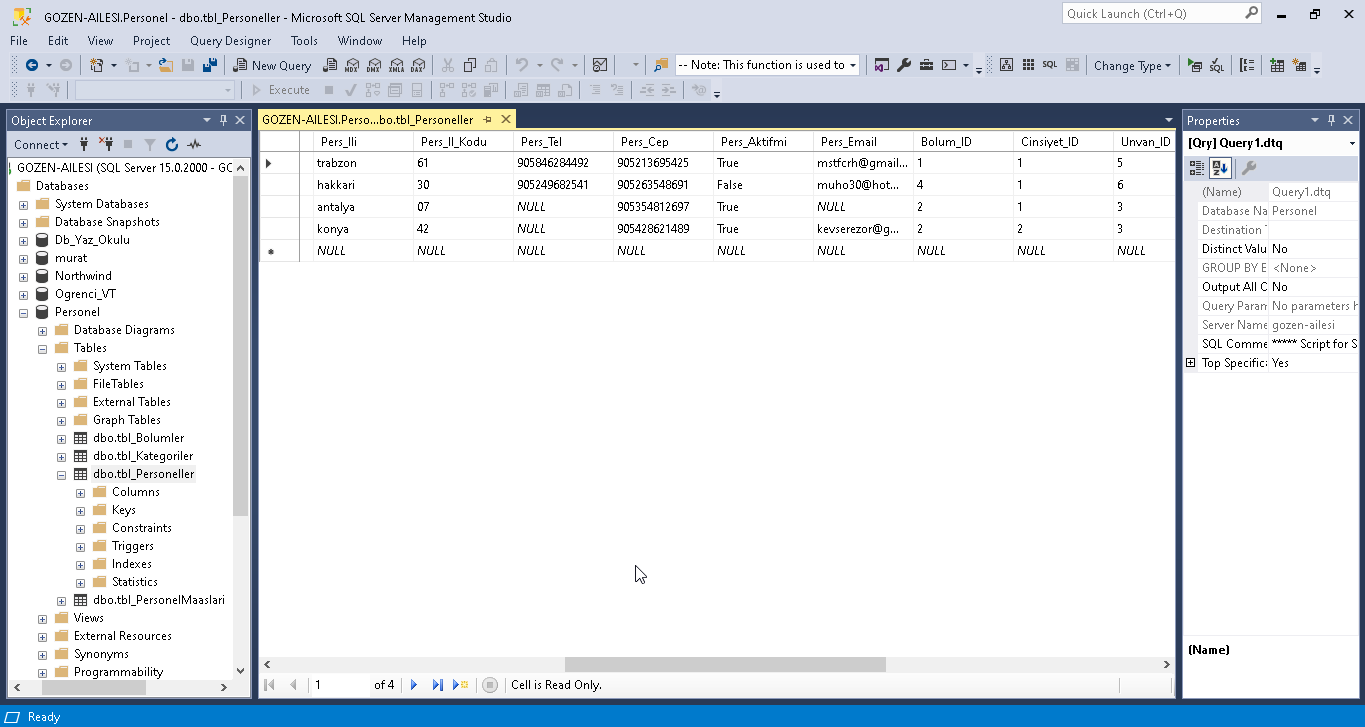 GOZEN-AILESI.Personel - dbo.tbl_Personeller - Microsoft SQL Server Management Studio
Quick Launch (Ctrl+Q)
File Edit View Project Query Designer Tools Window Help
New Query MDX DMX XMLA DAX -- Note: This function is used to SQL Change Type SQL
Execute
Object Explorer
Connect
GOZEN-AILESI (SQL Server 15.0.2000 - GO
Databases
System Databases
Database Snapshots
Db_Yaz_Okulu
murat
Northwind
Ogrenci_VT
Personel
Database Diagrams
Tables
System Tables
FileTables
External Tables
Graph Tables
dbo.tbl_Bolumler
dbo.tbl_Kategoriler
dbo.tbl_Personeller
Columns
Keys
Constraints
Triggers
Indexes
Statistics
dbo.tbl_PersonelMaaslari
Views
External Resources
Synonyms
Programmability
GOZEN-AILESI.Perso...bo.tbl_Personeller
Pers_Ili Pers_Il_Kodu Pers_Tel Pers_Cep Pers_Aktifmi Pers_Email Bolum_ID Cinsiyet_ID Unvan_ID
trabzon 61 905846284492 905213695425 True mstfcrh@gmail... 1 1 5
hakkari 30 905249682541 905263548691 False muho30@hot... 4 1 6
antalya 07 NULL 905354812697 True NULL 2 1 3
konya 42 NULL 905428621489 True kevserezor@g... 2 2 3
NULL NULL NULL NULL NULL NULL NULL NULL NULL
1 of 4 Cell is Read Only.
Properties
[Qry] Query1.dtq
(Name) Query1.dtq
Database Na Personel
Destination T
Distinct Valu No
GROUP BY E <None>
Output All C No
Query Param No parameters h
Server Name gozen-ailesi
SQL Comme ***** Script for S
Top Specific Yes
(Name)
Ready